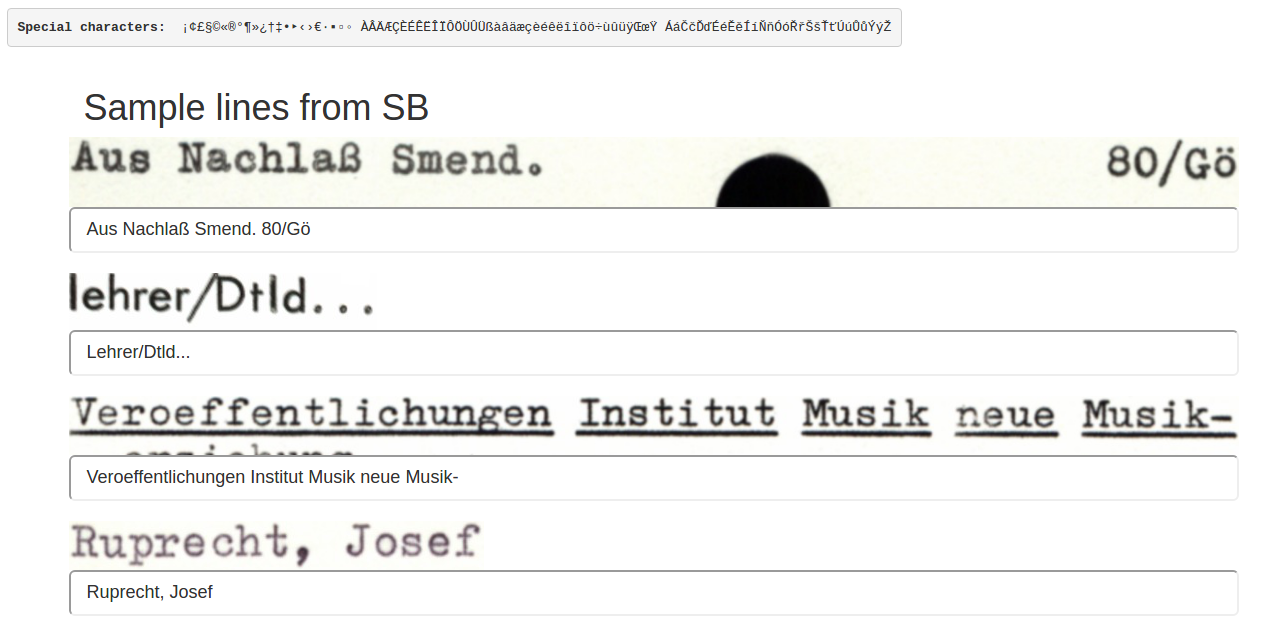 Special characters: ¡¢£§©«®°¶»¿†‡•‣‹›€·▪▫◦ ÀÂÄÆÇÈÉÊËÎÏÔÖÙÛÜßàâäæçèéêëîïôö÷ùûüÿŒœŸ ÁáČčĎďÉéĚěÍíÑñÓóŘřŠšŤťÚúŮůÝýŽ
Sample lines from SB
Aus Nachlaß Smend. 80/Gö
Aus Nachlaß Smend. 80/Gö
lehrer/Dtld...
Lehrer/Dtld...
Veroeffentlichungen Institut Musik neue Musik-
Veroeffentlichungen Institut Musik neue Musik-
Ruprecht, Josef
Ruprecht, Josef